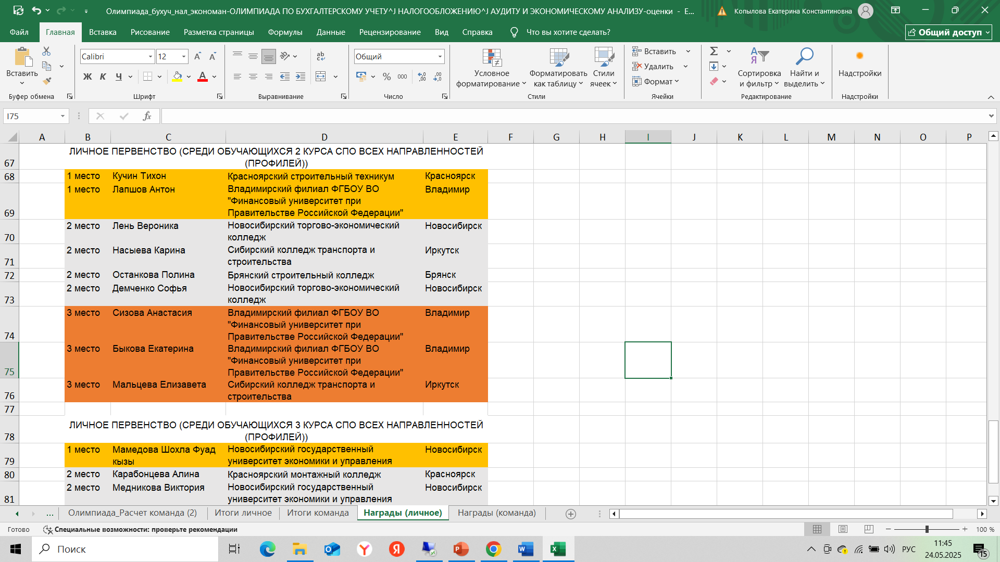 Олимпиада_бухуч_нал_экономан-ОЛИМПИАДА ПО БУХГАЛТЕРСКОМУ УЧЕТУ^J НАЛОГООБЛОЖЕНИЮ^J АУДИТУ И ЭКОНОМИЧЕСКОМУ АНАЛИЗУ-оценки - E...
Копылова Екатерина Константиновна
Файл Главная Вставка Рисование Разметка страницы Формулы Данные Рецензирование Вид Справка Что вы хотите сделать? Общий доступ
Вставить
Буфер обмена
Calibri 12
Ж К Ч
А
Шрифт
ab
Выравнивание
Общий
% 000
Число
Условное форматирование
Форматировать как таблицу
Стили ячеек
Стили
Вставить
Удалить
Формат
Ячейки
Сортировка и фильтр
Найти и выделить
Редактирование
Надстройки
Надстройки
I75
fx
A B C D E F G H I J K L M N O P
67 ЛИЧНОЕ ПЕРВЕНСТВО (СРЕДИ ОБУЧАЮЩИХСЯ 2 КУРСА СПО ВСЕХ НАПРАВЛЕННОСТЕЙ
(ПРОФИЛЕЙ))
68 1 место Кучин Тихон Красноярский строительный техникум Красноярск
69 1 место Лапшов Антон Владимирский филиал ФГБОУ ВО Владимир
"Финансовый университет при
Правительстве Российской Федерации"
70 2 место Лень Вероника Новосибирский торгово-экономический Новосибирск
колледж
71 2 место Насыева Карина Сибирский колледж транспорта и Иркутск
строительства
72 2 место Останкова Полина Брянский строительный колледж Брянск
73 2 место Демченко Софья Новосибирский торгово-экономический Новосибирск
колледж
74 3 место Сизова Анастасия Владимирский филиал ФГБОУ ВО Владимир
"Финансовый университет при
Правительстве Российской Федерации"
75 3 место Быкова Екатерина Владимирский филиал ФГБОУ ВО Владимир
"Финансовый университет при
Правительстве Российской Федерации"
76 3 место Мальцева Елизавета Сибирский колледж транспорта и Иркутск
строительства
77
78 ЛИЧНОЕ ПЕРВЕНСТВО (СРЕДИ ОБУЧАЮЩИХСЯ 3 КУРСА СПО ВСЕХ НАПРАВЛЕННОСТЕЙ
(ПРОФИЛЕЙ))
79 1 место Мамедова Шохла Фуад Новосибирский государственный Новосибирск
кызы университет экономики и управления
80 2 место Карабонцева Алина Красноярский монтажный колледж Красноярск
81 2 место Медникова Виктория Новосибирский государственный Новосибирск
университет экономики и управления
... Олимпиада_Расчет команда (2) Итоги личное Итоги команда Награды (личное) Награды (команда)
Готово Специальные возможности: проверьте рекомендации 100 %
Поиск
РУС
11:45
24.05.2025
15